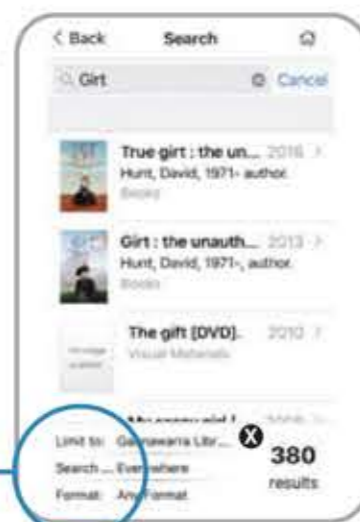 < Back Search
Girt Cancel
True girt : the un... 2016 >
Hunt, David, 1971- author.
Books
Girt : the unauth... 2013 >
Hunt, David, 1971-, author.
Books
The gift [DVD]. 2010 >
Visual Materials
Limit to: Gannawarra Libr...
X
380
Search ... Everywhere
results
Format: Any Format